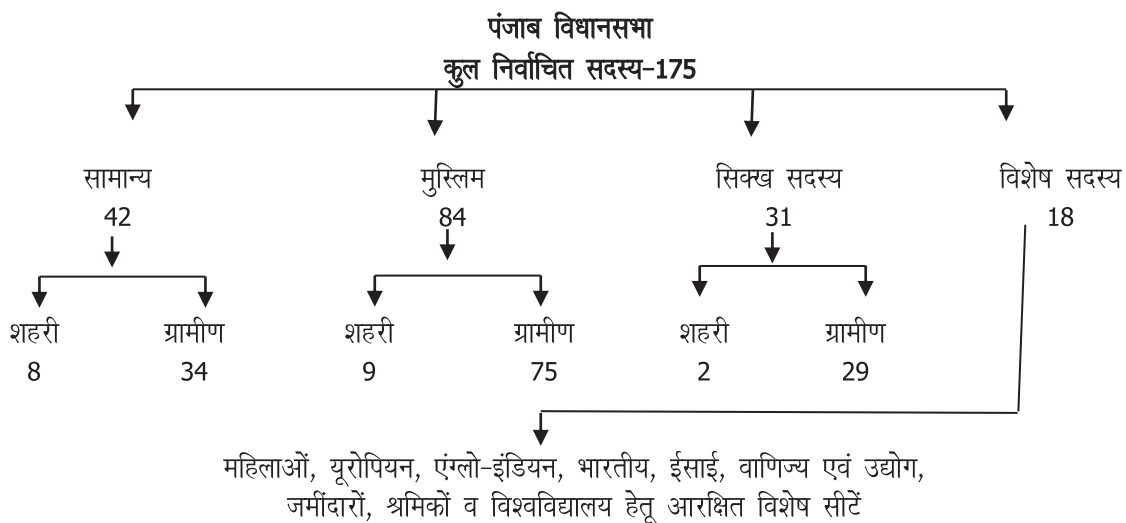 पंजाब विधानसभा
कुल निर्वाचित सदस्य-175
सामान्य मुस्लिम सिक्ख सदस्य विशेष सदस्य
42 84 31 18
शहरी ग्रामीण शहरी ग्रामीण शहरी ग्रामीण
8 34 9 75 2 29
महिलाओं, यूरोपियन, एंग्लो-इंडियन, भारतीय, ईसाई, वाणिज्य एवं उद्योग,
जमींदारों, श्रमिकों व विश्वविद्यालय हेतू आरक्षित विशेष सीटें